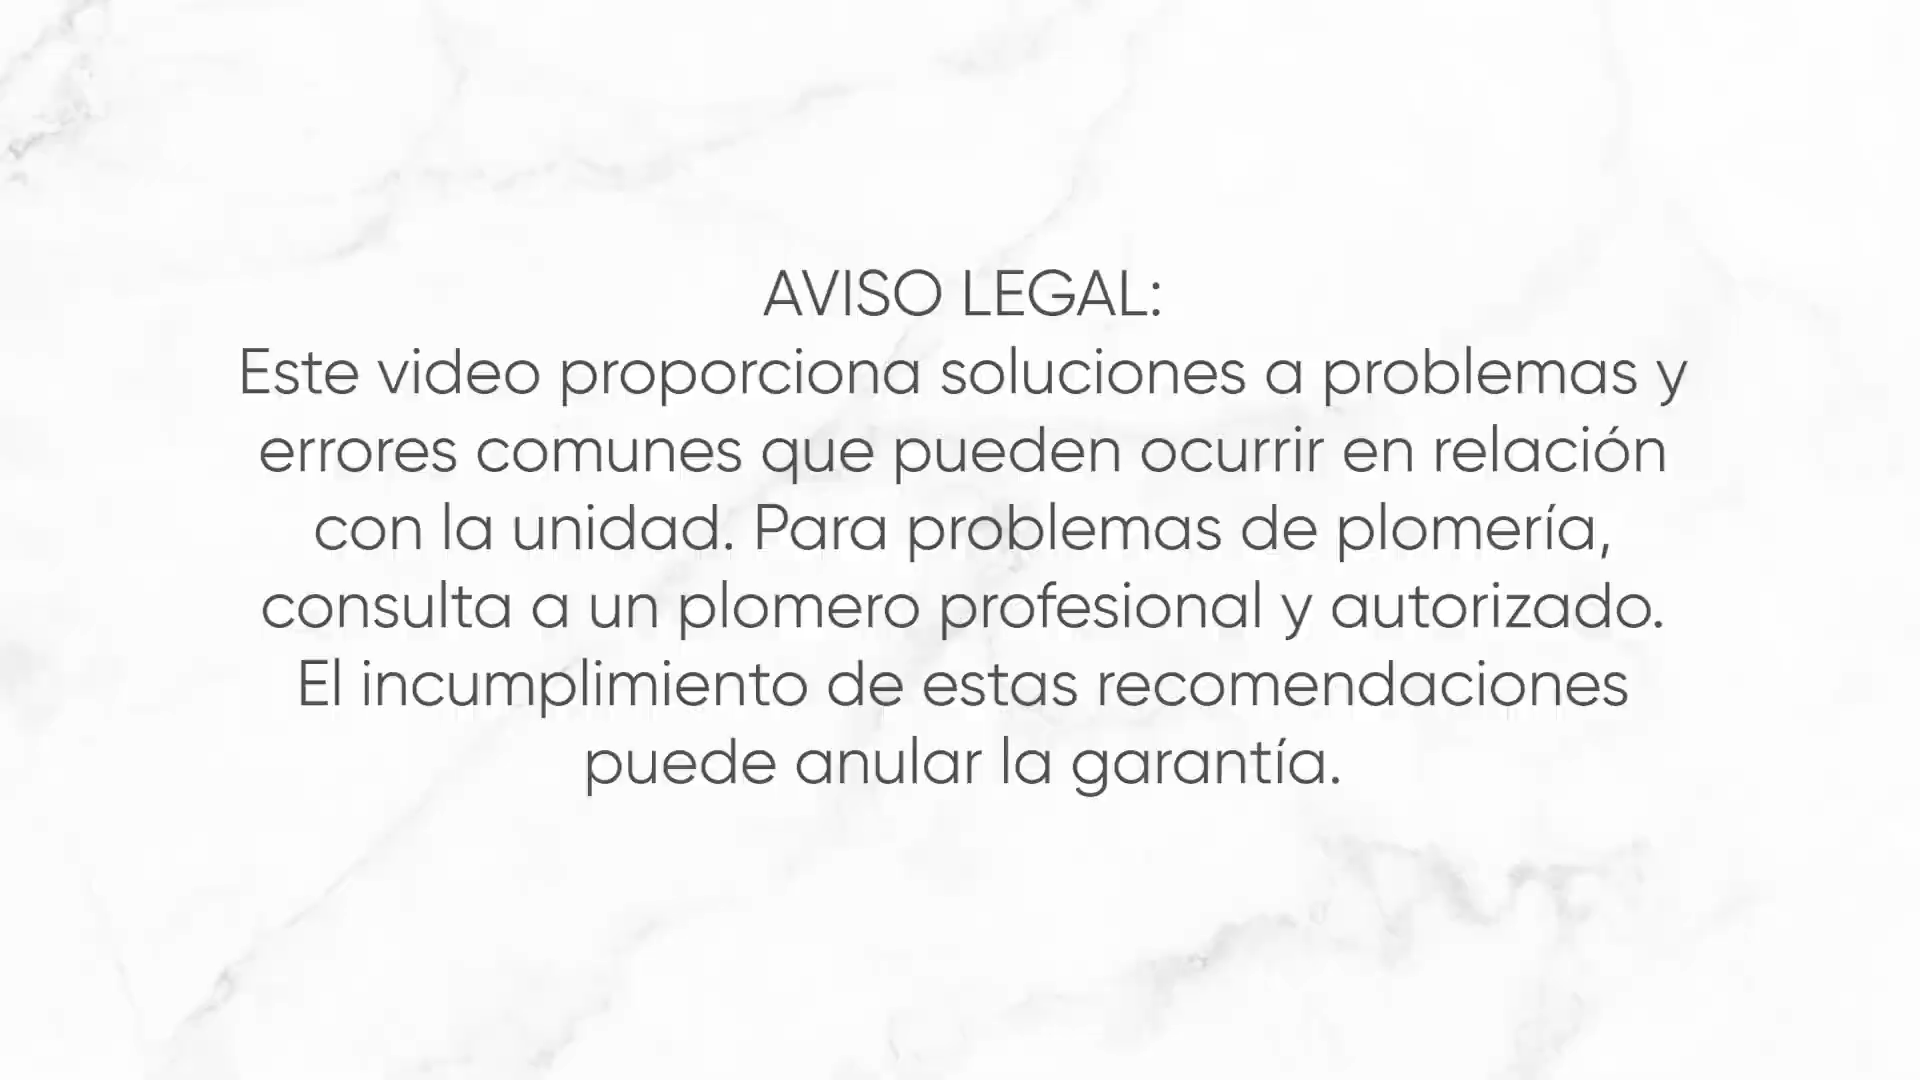 AVISO LEGAL:
Este video proporciona soluciones a problemas y
errores comunes que pueden ocurrir en relación
con la unidad. Para problemas de plomería,
consulta a un plomero profesional y autorizado.
El incumplimiento de estas recomendaciones
puede anular la garantía.